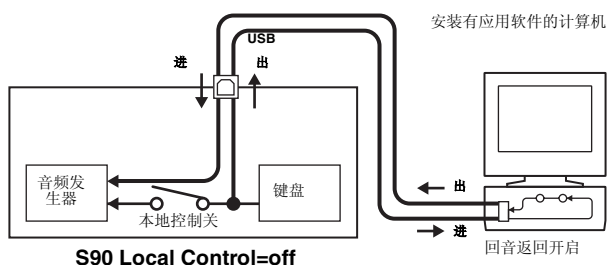 安装有应用软件的计算机
USB
进
出
音频发
生器
键盘
本地控制关
出
进
回音返回开启
S90 Local Control=off